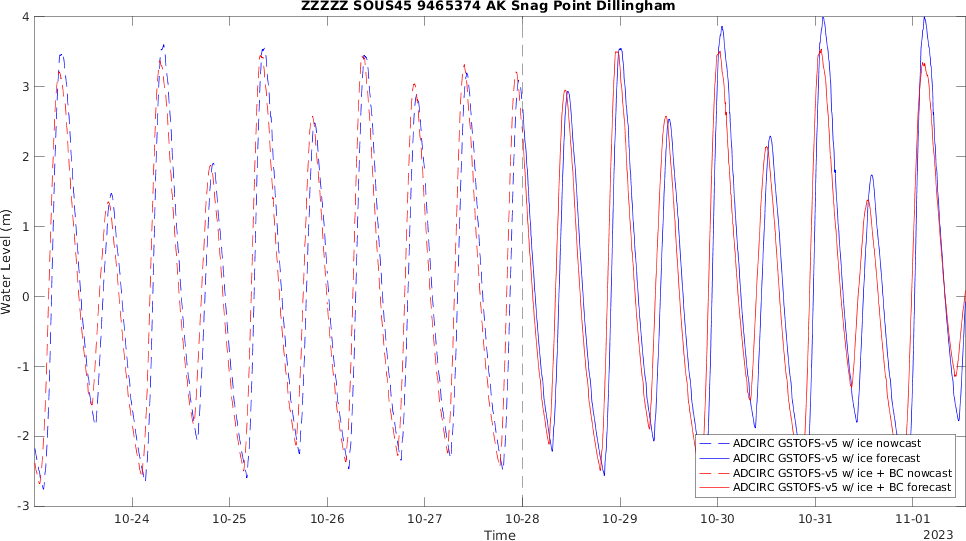 ZZZZZ SOUS45 9465374 AK Snag Point Dillingham
Water Level (m)
4
3
2
1
0
-1
-2
-3
ADCIRC GSTOFS-v5 w/ ice nowcast
ADCIRC GSTOFS-v5 w/ ice forecast
ADCIRC GSTOFS-v5 w/ ice + BC nowcast
ADCIRC GSTOFS-v5 w/ ice + BC forecast
10-24 10-25 10-26 10-27 10-28 10-29 10-30 10-31 11-01
Time
2023